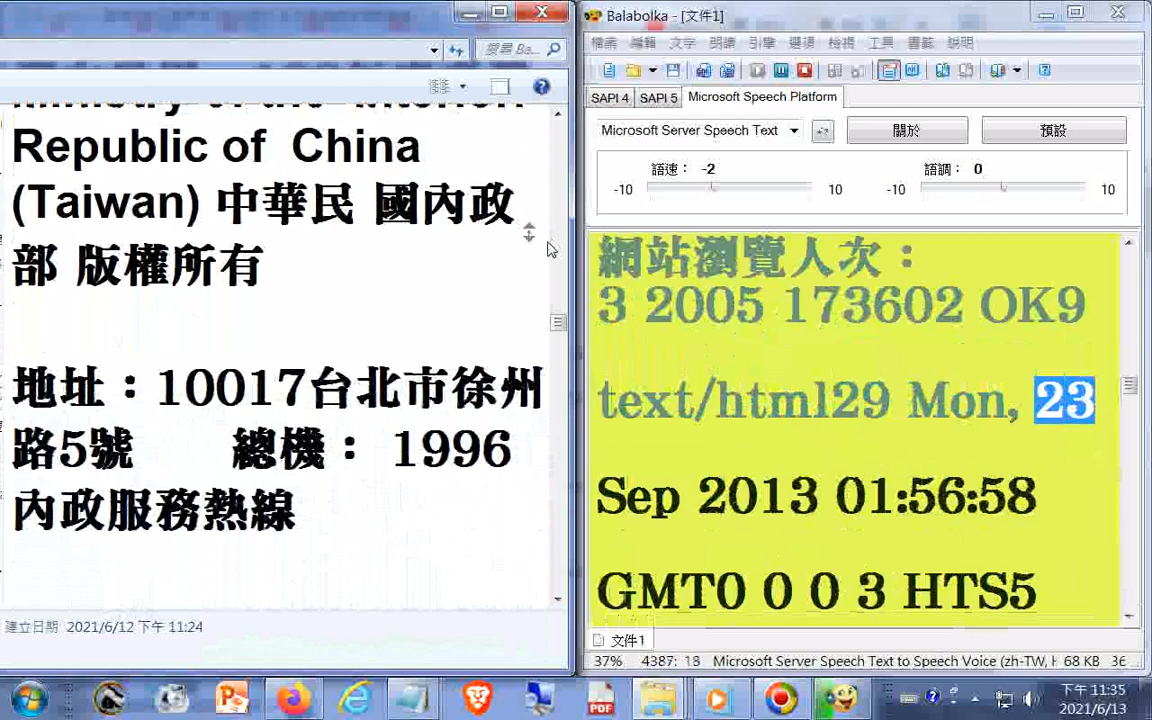 搜尋 Ba...
Republic of China
(Taiwan) 中華民 國內政
部 版權所有
地址：10017台北市徐州
路5號 總機： 1996
內政服務熱線
建立日期 2021/6/12 下午 11:24
Balabolka - [文件1]
檔案 編輯 文字 朗讀 引擎 選項 檢視 工具 書籤 說明
SAPI 4 SAPI 5 Microsoft Speech Platform
Microsoft Server Speech Text 關於 預設
語速： -2 語調： 0
-10 10 -10 10
網站瀏覽人次：
3 2005 173602 OK9
text/html29 Mon, 23
Sep 2013 01:56:58
GMT0 0 0 3 HTS5
文件1
37% 4387: 18 Microsoft Server Speech Text to Speech Voice (zh-TW, H 68 KB 36
PDF
下午 11:35
2021/6/13